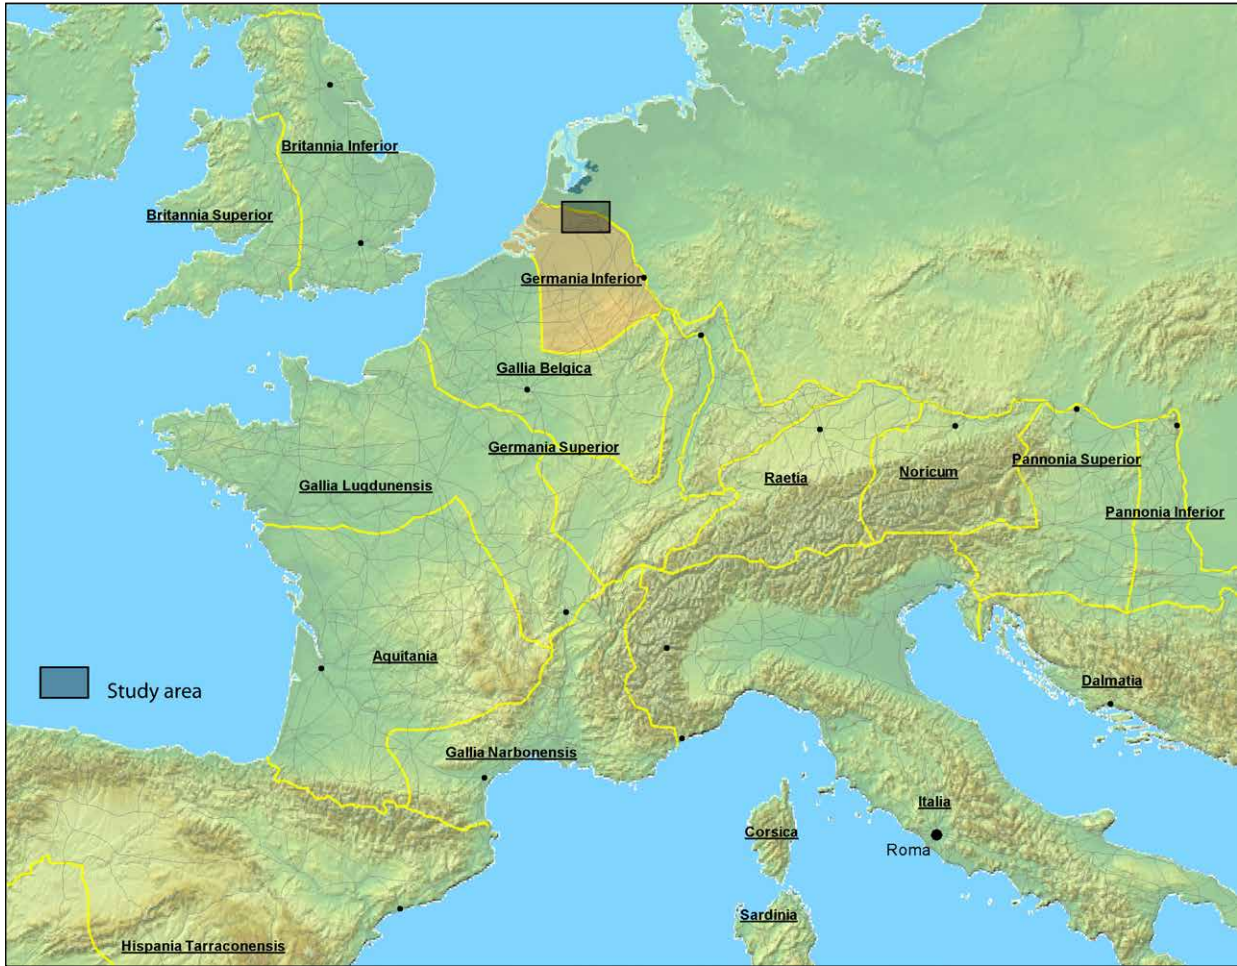 Britannia Inferior
Britannia Superior
Germania Inferior
Gallia Belgica
Germania Superior
Gallia Lugdunensis
Raetia
Noricum
Pannonia Superior
Pannonia Inferior
Aquitania
Study area
Dalmatia
Gallia Narbonensis
Italia
Corsica
Roma
Sardinia
Hispania Tarraconensis